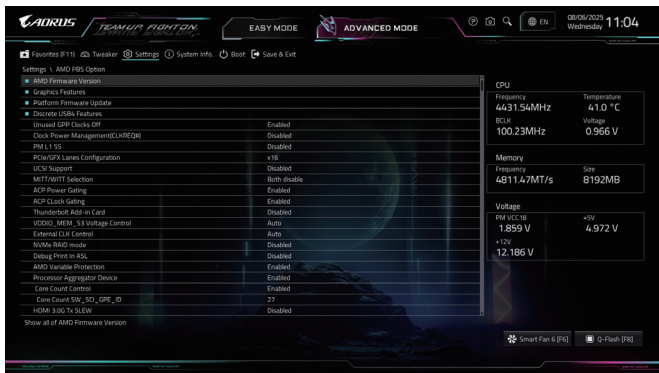 AORUS
TEAM UP. FIGHT ON.
EASY MODE
ADVANCED MODE
EN
08/06/2025
Wednesday
11:04
Favorites (F11)
Tweaker
Settings
System Info.
Boot
Save & Exit
Settings \ AMD PBS Option
AMD Firmware Version
Graphics Features
Platform Firmware Update
Discrete USB4 Features
Unused GPP Clocks Off Enabled
Clock Power Management(CLKREQ#) Disabled
PM L1 SS Disabled
PCIe/GFX Lanes Configuration x16
UCSI Support Disabled
MITT/WITT Selection Both disable
ACP Power Gating Enabled
ACP CLock Gating Enabled
Thunderbolt Add-in Card Disabled
VDDIO_MEM_S3 Voltage Control Auto
External CLK Control Auto
NVMe RAID mode Disabled
Debug Print In ASL Disabled
AMD Variable Protection Enabled
Processor Aggregator Device Enabled
Core Count Control Enabled
Core Count SW_SCI_GPE_ID 27
HDMI 3.0G Tx SLEW Disabled
Show all of AMD Firmware Version
CPU
Frequency Temperature
4431.54MHz 41.0 °C
BCLK Voltage
100.23MHz 0.966 V
Memory
Frequency Size
4811.47MT/s 8192MB
Voltage
PM VCC18 +5V
1.859 V 4.972 V
+12V
12.186 V
Smart Fan 6 [F6]
Q-Flash [F8]